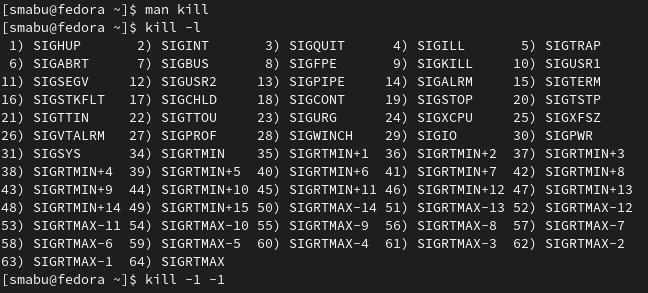 [smabu@fedora ~]$ man kill
[smabu@fedora ~]$ kill -l
 1) SIGHUP       2) SIGINT       3) SIGQUIT      4) SIGILL       5) SIGTRAP
 6) SIGABRT      7) SIGBUS       8) SIGFPE       9) SIGKILL     10) SIGUSR1
11) SIGSEGV     12) SIGUSR2     13) SIGPIPE     14) SIGALRM     15) SIGTERM
16) SIGSTKFLT   17) SIGCHLD     18) SIGCONT     19) SIGSTOP     20) SIGTSTP
21) SIGTTIN     22) SIGTTOU     23) SIGURG      24) SIGXCPU     25) SIGXFSZ
26) SIGVTALRM   27) SIGPROF     28) SIGWINCH    29) SIGIO       30) SIGPWR
31) SIGSYS      34) SIGRTMIN    35) SIGRTMIN+1  36) SIGRTMIN+2  37) SIGRTMIN+3
38) SIGRTMIN+4  39) SIGRTMIN+5  40) SIGRTMIN+6  41) SIGRTMIN+7  42) SIGRTMIN+8
43) SIGRTMIN+9  44) SIGRTMIN+10 45) SIGRTMIN+11 46) SIGRTMIN+12 47) SIGRTMIN+13
48) SIGRTMIN+14 49) SIGRTMIN+15 50) SIGRTMAX-14 51) SIGRTMAX-13 52) SIGRTMAX-12
53) SIGRTMAX-11 54) SIGRTMAX-10 55) SIGRTMAX-9  56) SIGRTMAX-8  57) SIGRTMAX-7
58) SIGRTMAX-6  59) SIGRTMAX-5  60) SIGRTMAX-4  61) SIGRTMAX-3  62) SIGRTMAX-2
63) SIGRTMAX-1  64) SIGRTMAX
[smabu@fedora ~]$ kill -1 -1